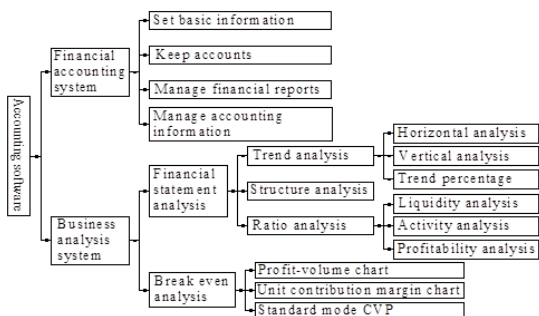 Accounting software
Financial
accounting
system
Set basic information
Keep accounts
Manage financial reports
Manage accounting
information
Business
analysis
system
Financial
statement
analysis
Trend analysis
Horizontal analysis
Vertical analysis
Trend percentage
Structure analysis
Ratio analysis
Liquidity analysis
Activity analysis
Profitability analysis
Break even
analysis
Profit-volume chart
Unit contribution margin chart
Standard mode CVP